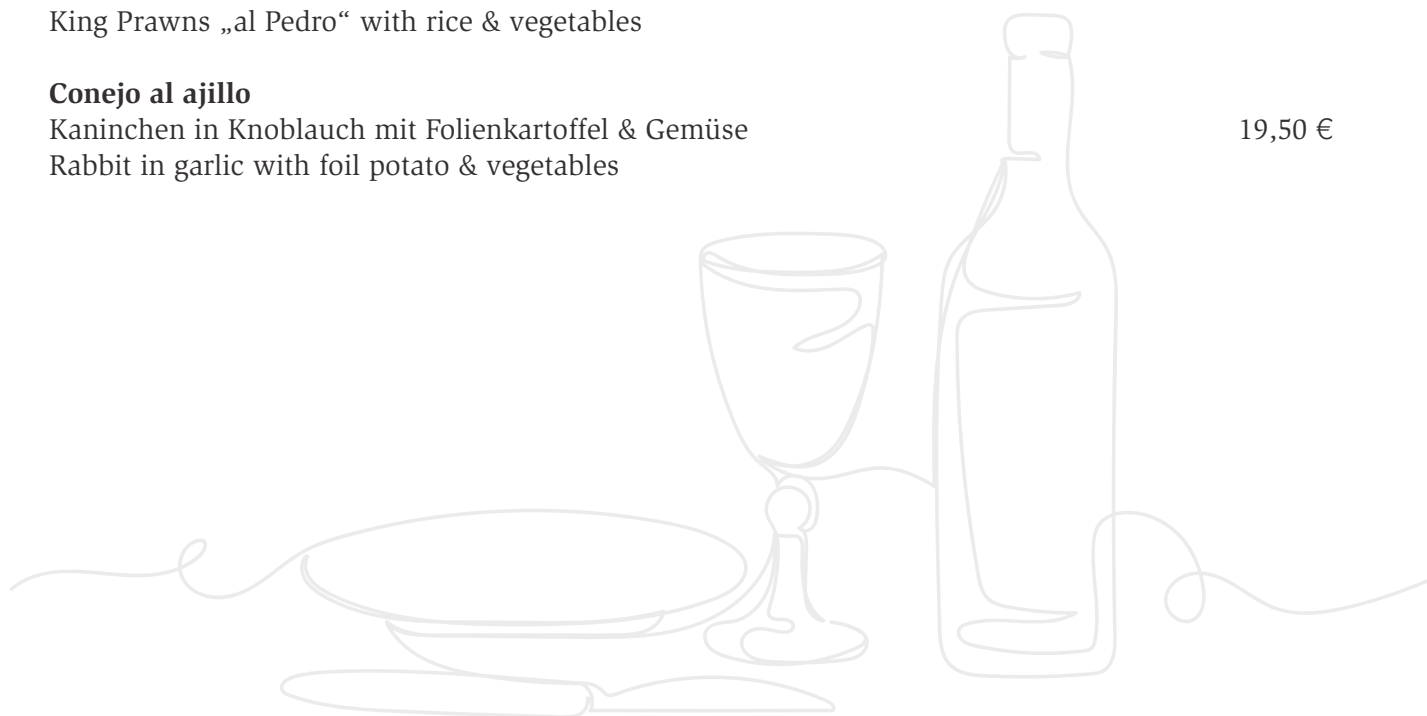 King Prawns „al Pedro“ with rice & vegetables
Conejo al ajillo
Kaninchen in Knoblauch mit Folienkartoffel & Gemüse 19,50 €
Rabbit in garlic with foil potato & vegetables